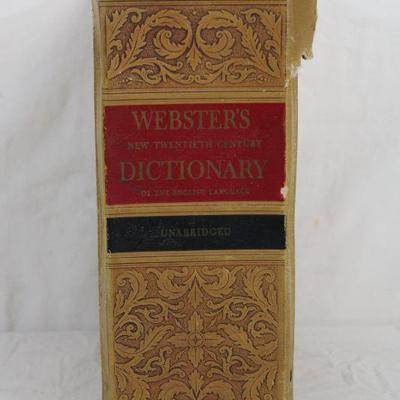 WEBSTER'S
NEW TWENTIETH CENTURY
DICTIONARY
OF THE ENGLISH LANGUAGE
UNABRIDGED